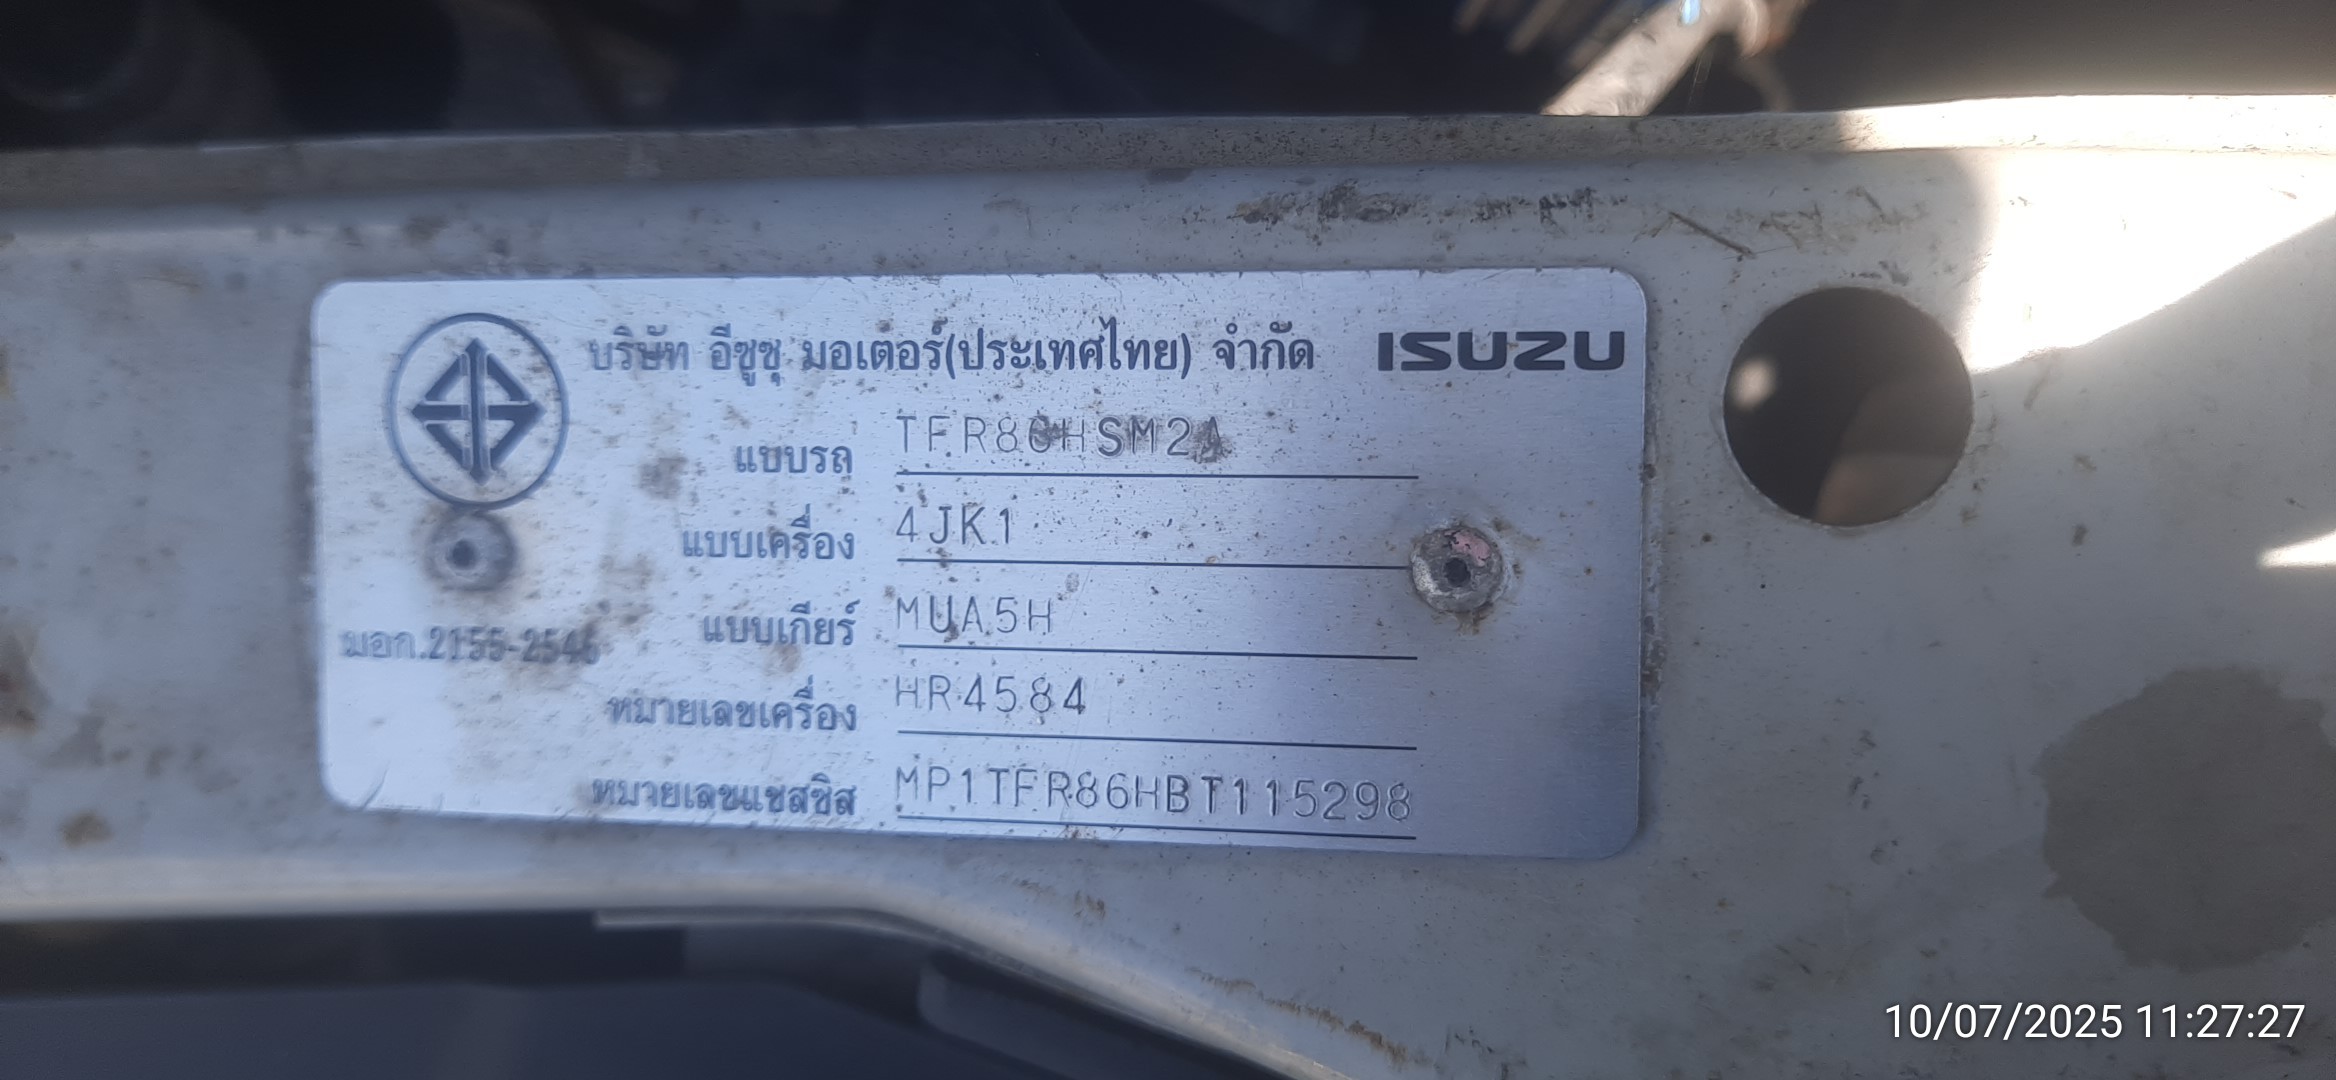 บริษัท อีซูซุ มอเตอร์(ประเทศไทย) จำกัด ISUZU
แบบรถ TFR86HSM2A
แบบเครื่อง 4JK1
แบบเกียร์ MUA5H
มอก.2155-2546
หมายเลขเครื่อง HR4584
หมายเลขแชสซิส MP1TFR86HBT115298
10/07/2025 11:27:27